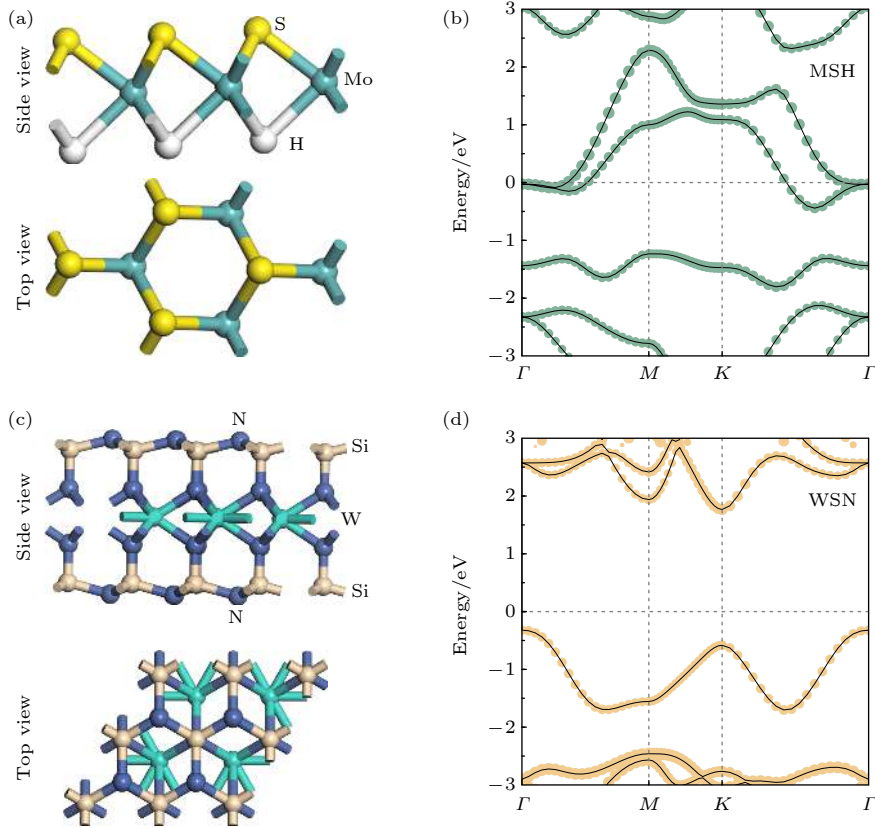 (a)
S
Side view
Mo
H
Top view
(b)
3
2
1
0
−1
−2
−3
Energy/eV
MSH
Γ
M
K
Γ
(c)
N
Si
Side view
W
Si
N
Top view
(d)
3
2
1
0
−1
−2
−3
Energy/eV
WSN
Γ
M
K
Γ